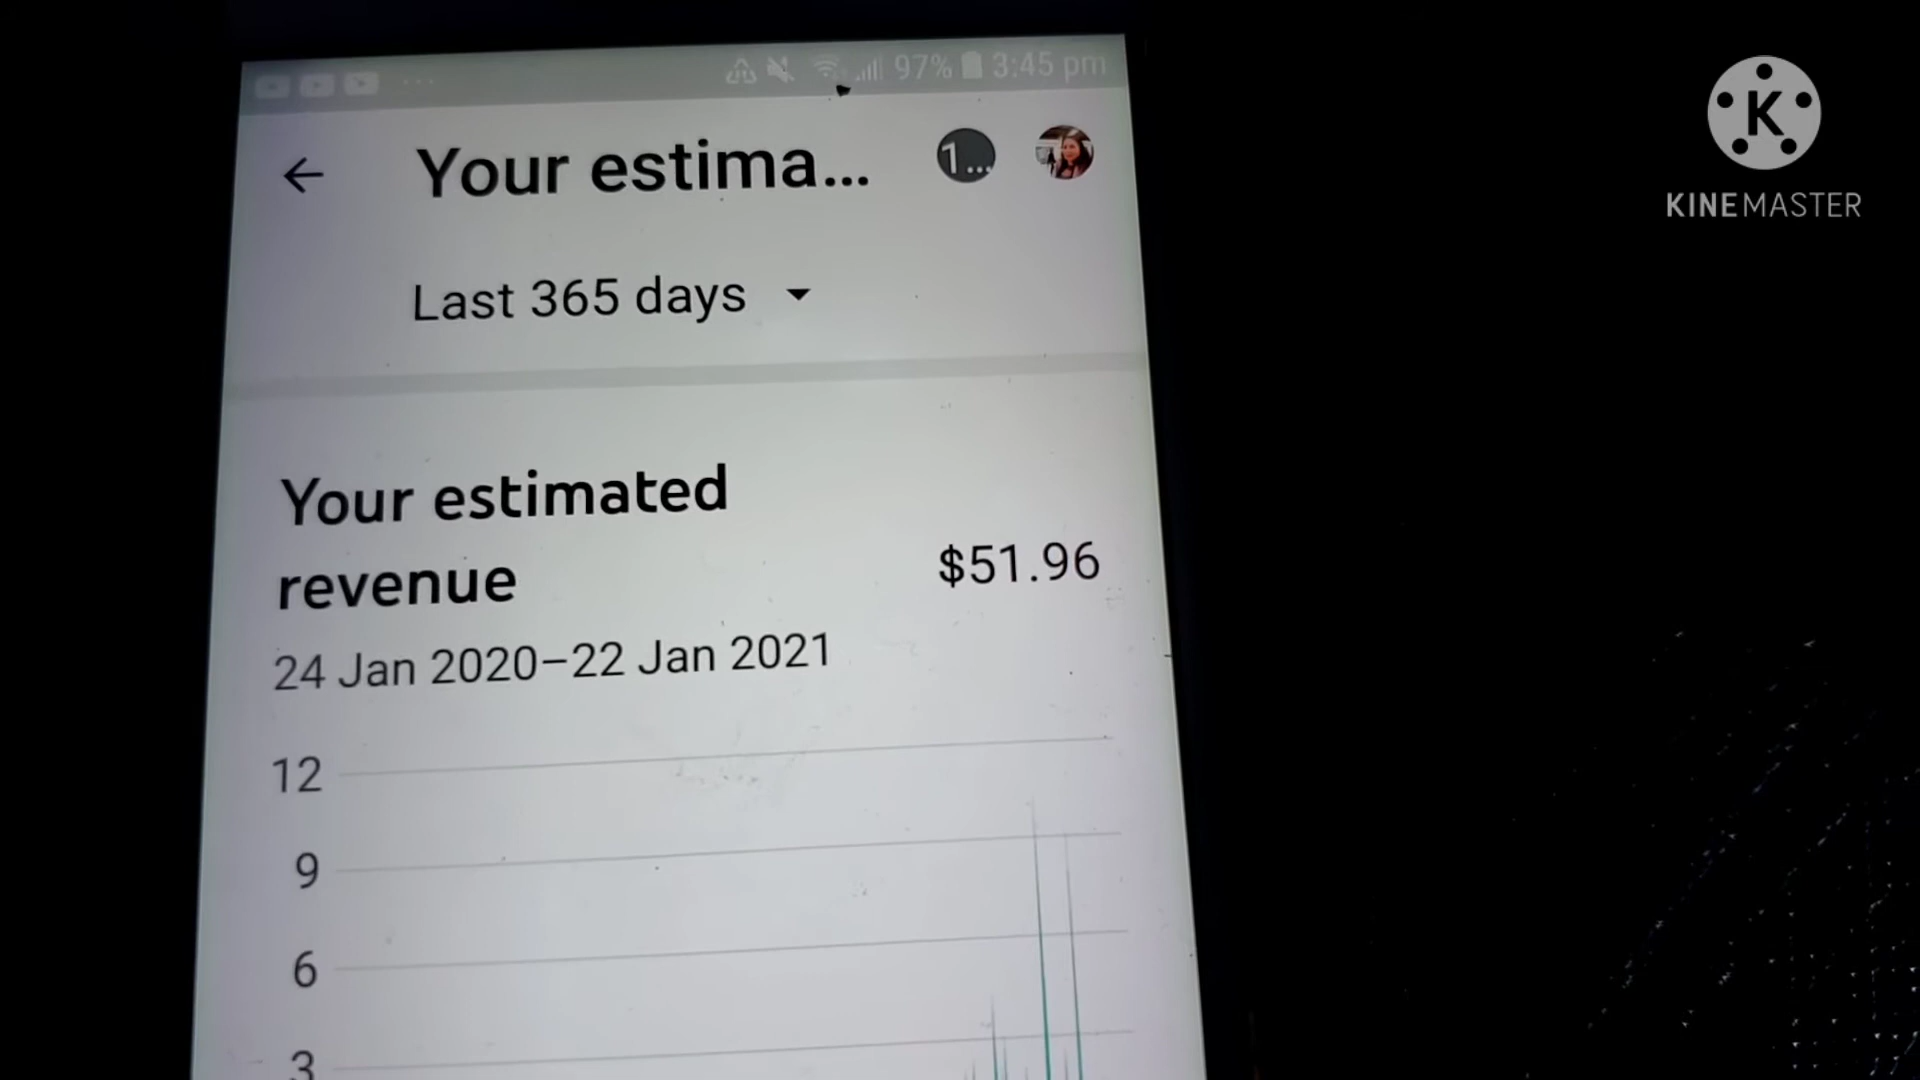 97% 3:45 pm
Your estima... 1...
Last 365 days
Your estimated
revenue
$51.96
24 Jan 2020–22 Jan 2021
12
9
6
3
K
KINEMASTER